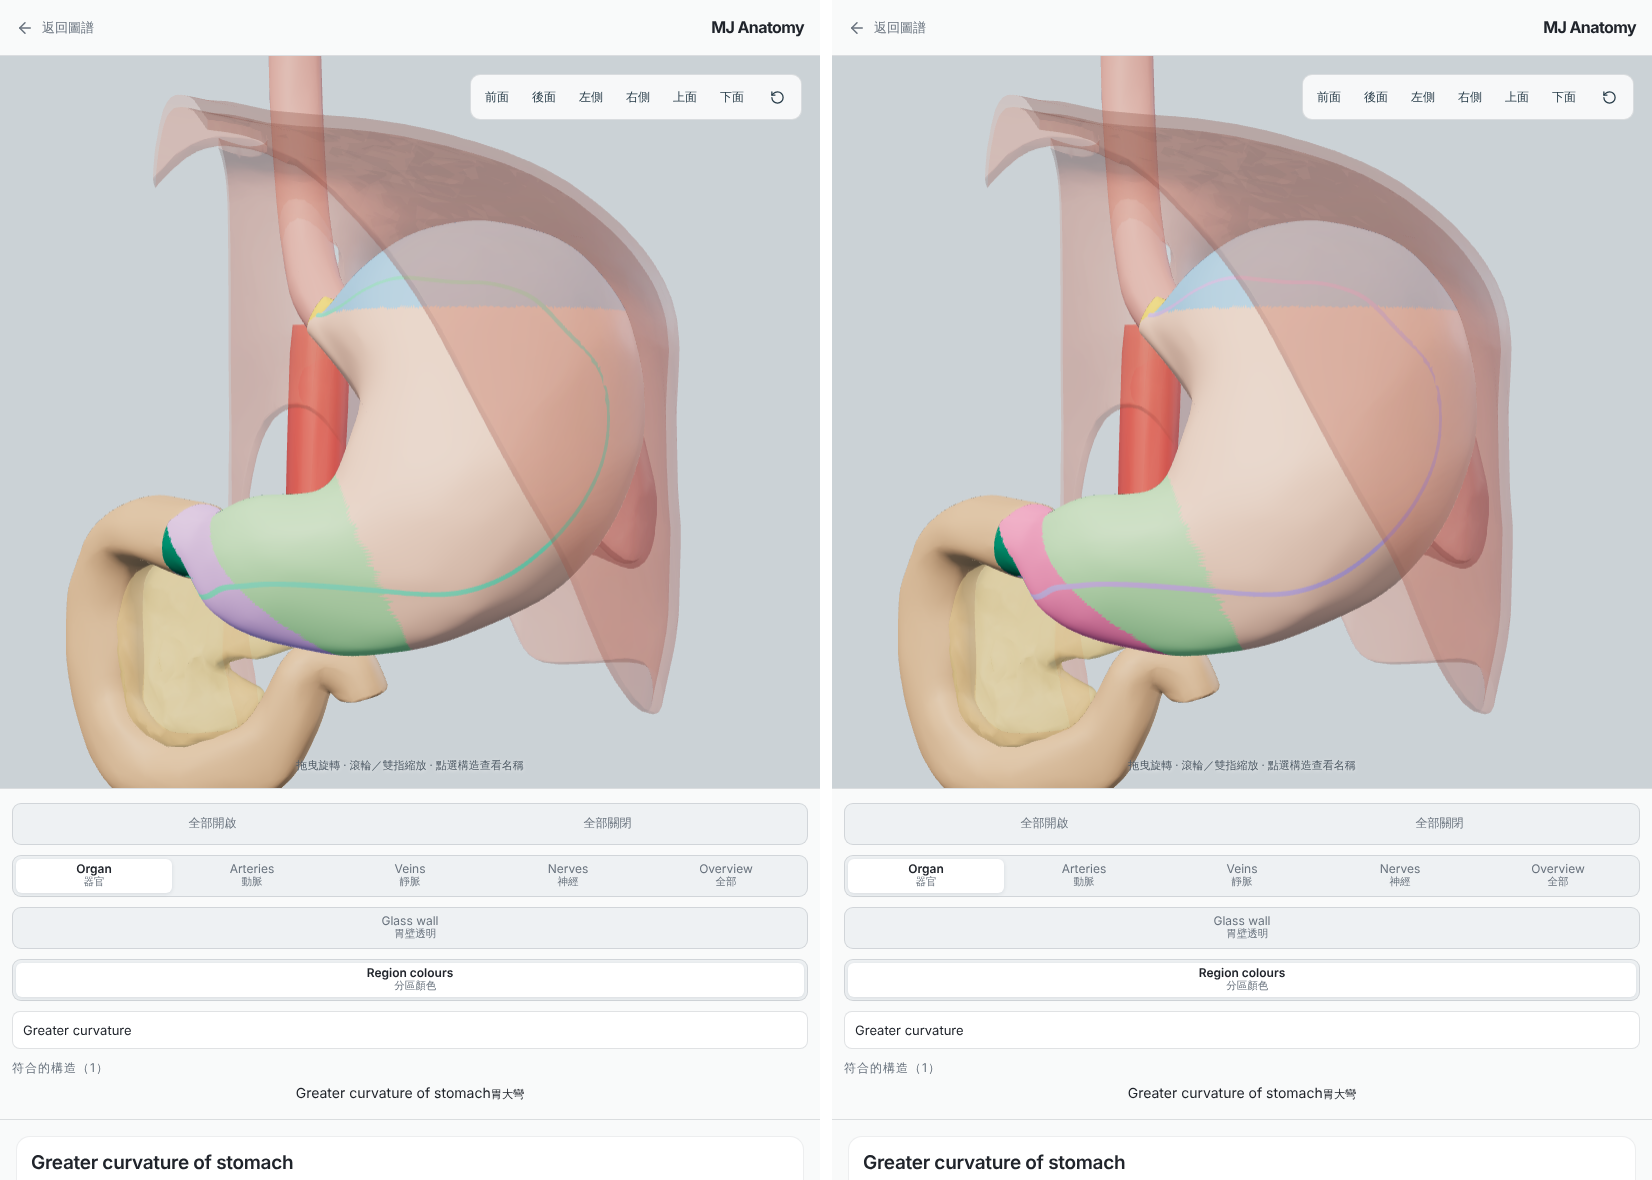 返回圖譜
MJ Anatomy
前面 後面 左側 右側 上面 下面
拖曳旋轉 · 滾輪／雙指縮放 · 點選構造查看名稱
全部開啟 全部關閉
Organ Arteries Veins Nerves Overview
器官 動脈 靜脈 神經 全部
Glass wall
胃壁透明
Region colours
分區顏色
Greater curvature
符合的構造（1）
Greater curvature of stomach胃大彎
Greater curvature of stomach
返回圖譜
MJ Anatomy
前面 後面 左側 右側 上面 下面
拖曳旋轉 · 滾輪／雙指縮放 · 點選構造查看名稱
全部開啟 全部關閉
Organ Arteries Veins Nerves Overview
器官 動脈 靜脈 神經 全部
Glass wall
胃壁透明
Region colours
分區顏色
Greater curvature
符合的構造（1）
Greater curvature of stomach胃大彎
Greater curvature of stomach